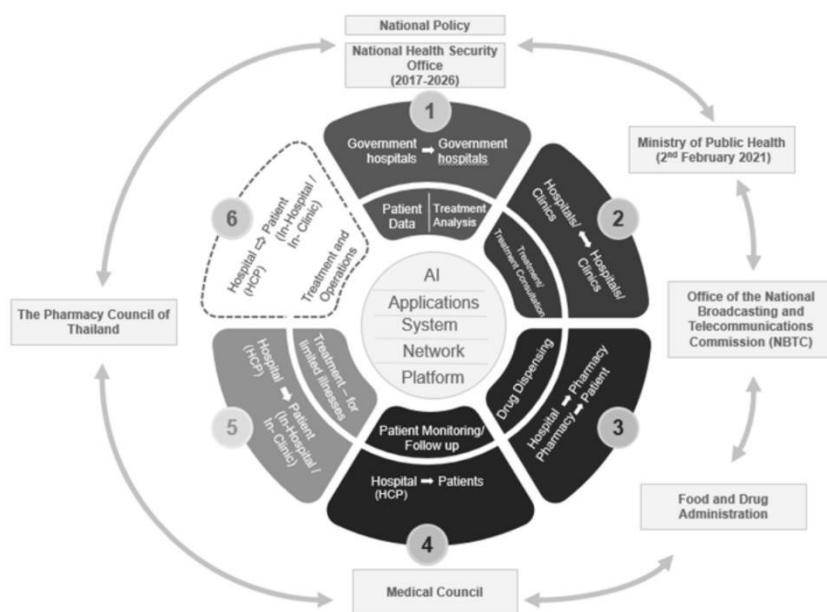 National Policy
National Health Security
Office
(2017-2026)
Ministry of Public Health
(2nd February 2021)
Office of the National
Broadcasting and
Telecommunications
Commission (NBTC)
Food and Drug
Administration
Medical Council
The Pharmacy Council of
Thailand
1
Government
hospitals
Government
hospitals
Patient
Data
Treatment
Analysis
2
Hospitals/
Clinics
Hospitals/
Clinics
Treatment/
Treatment Consultation
3
Hospital
Pharmacy
Pharmacy
Patient
Drug Dispensing
4
Patient Monitoring/
Follow up
Hospital
(HCP)
Patients
5
Hospital
(HCP)
Patient
(In-Hospital /
In- Clinic)
Treatment – for
limited illnesses
6
Hospital
(HCP)
Patient
(In-Hospital /
In- Clinic)
Treatment and
Operations
AI
Applications
System
Network
Platform